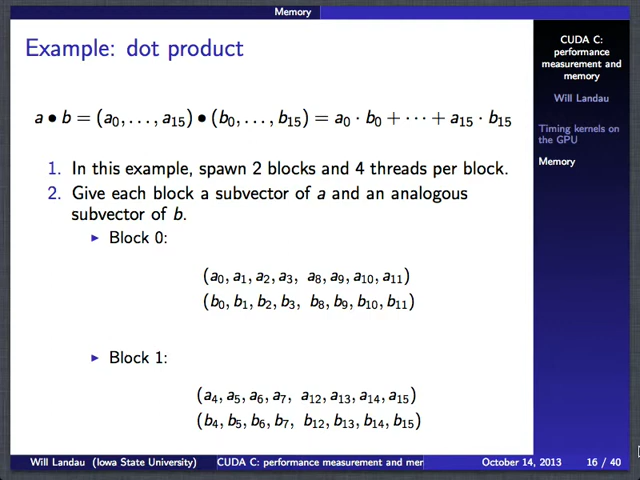 Memory
Example: dot product
a • b = (a₀, . . . , a₁₅) • (b₀, . . . , b₁₅) = a₀ · b₀ + · · · + a₁₅ · b₁₅
1. In this example, spawn 2 blocks and 4 threads per block.
2. Give each block a subvector of a and an analogous
subvector of b.
▶ Block 0:
(a₀, a₁, a₂, a₃, a₈, a₉, a₁₀, a₁₁)
(b₀, b₁, b₂, b₃, b₈, b₉, b₁₀, b₁₁)
▶ Block 1:
(a₄, a₅, a₆, a₇, a₁₂, a₁₃, a₁₄, a₁₅)
(b₄, b₅, b₆, b₇, b₁₂, b₁₃, b₁₄, b₁₅)
CUDA C:
performance
measurement and
memory
Will Landau
Timing kernels on
the GPU
Memory
Will Landau (Iowa State University) CUDA C: performance measurement and mer October 14, 2013 16 / 40